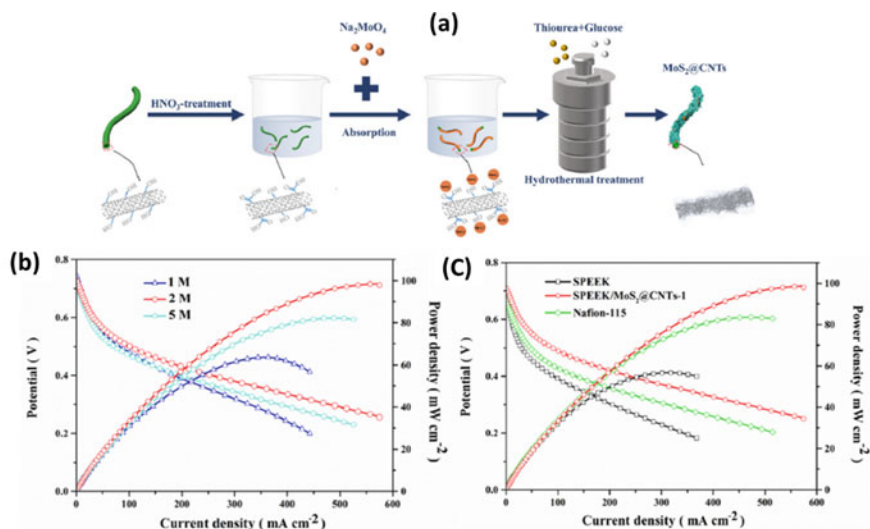 Na₂MoO₄
(a)
Thiourea+Glucose
MoS₂@CNTs
HNO₃-treatment
Absorption
Hydrothermal treatment
(b)
0.8
0.6
0.4
0.2
0.0
Potential ( V )
1 M
2 M
5 M
100
80
60
40
20
0
Power density ( mW cm⁻²)
0 100 200 300 400 500 600
Current density ( mA cm⁻²)
(C)
0.8
0.6
0.4
0.2
0.0
Potential ( V )
SPEEK
SPEEK/MoS₂@CNTs-1
Nafion-115
100
80
60
40
20
0
Power density ( mW cm⁻²)
0 100 200 300 400 500 600
Current density ( mA cm⁻²)